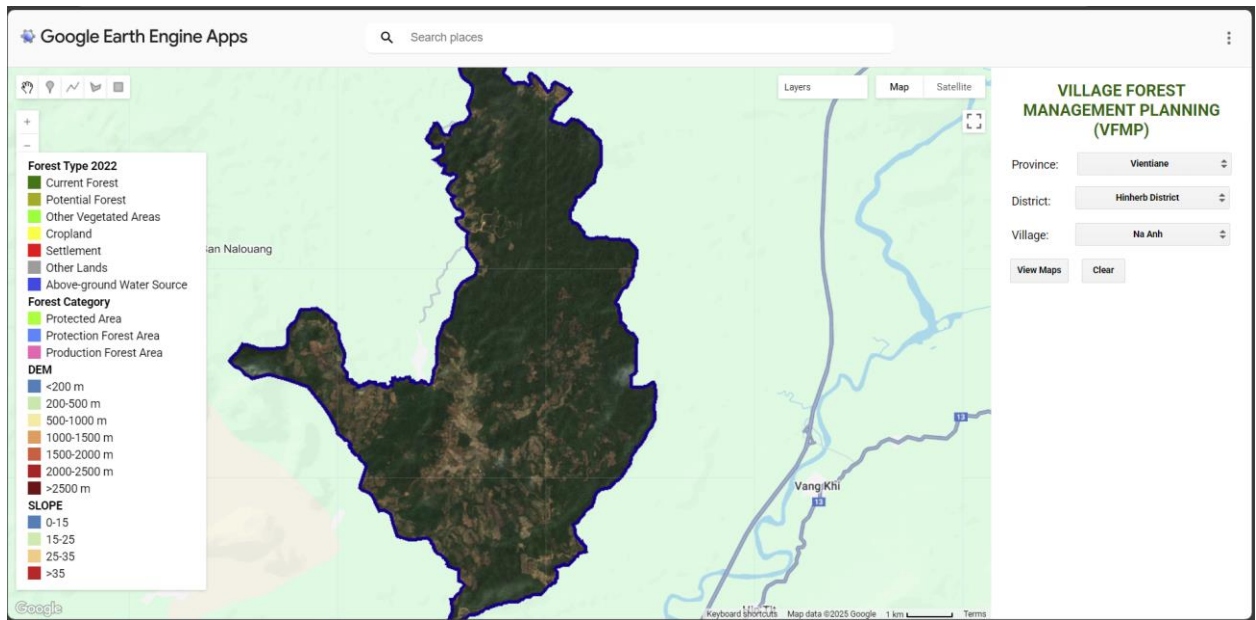 Google Earth Engine Apps
Search places
Layers
Map
Satellite
+
−
Forest Type 2022
Current Forest
Potential Forest
Other Vegetated Areas
Cropland
Settlement
Other Lands
Above-ground Water Source
Forest Category
Protected Area
Protection Forest Area
Production Forest Area
DEM
<200 m
200-500 m
500-1000 m
1000-1500 m
1500-2000 m
2000-2500 m
>2500 m
SLOPE
0-15
15-25
25-35
>35
Google
Nalouang
13
Vang Khi
13
Keyboard shortcuts
Map data ©2025 Google
1 km
Terms
VILLAGE FOREST
MANAGEMENT PLANNING
(VFMP)
Province: Vientiane
District: Hinherb District
Village: Na Anh
View Maps
Clear